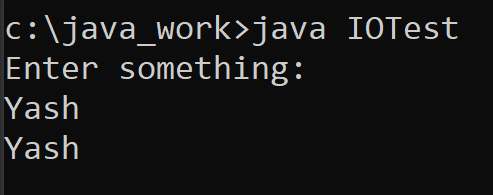 c:\java_work>java IOTest
Enter something:
Yash
Yash